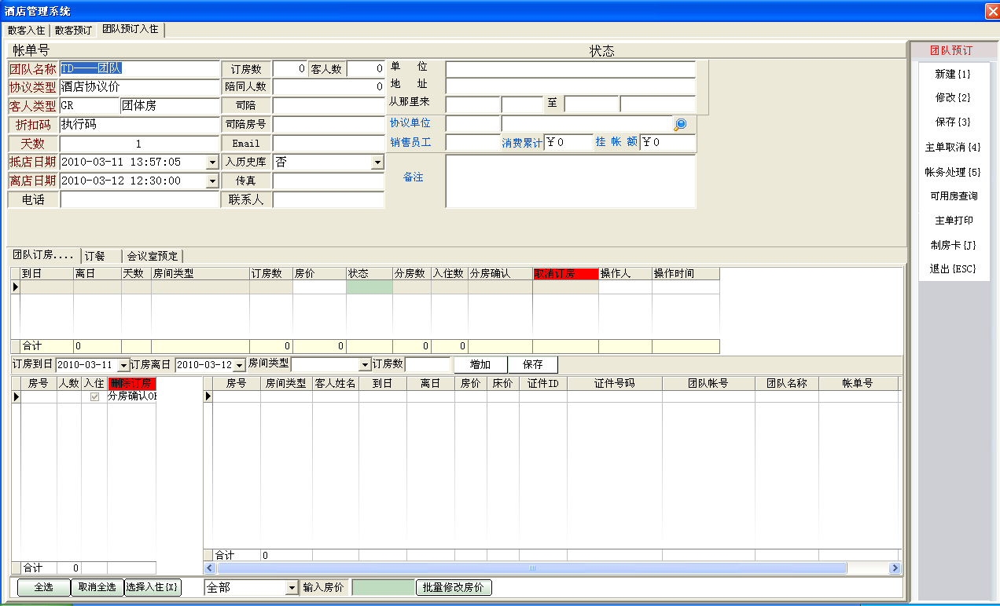 酒店管理系统
散客入住 散客预订 团队预订入住
帐单号 状态
团队名称 TD——团队 订房数 0 客人数 0 单 位
协议类型 酒店协议价 陪同人数 0 地 址
客人类型 GR 团体房 司陪 从那里来 至
折扣码 执行码 司陪房号 协议单位
天数 1 Email 销售员工 消费累计 ￥0 挂 帐 额 ￥0
抵店日期 2010-03-11 13:57:05 入历史库 否 备注
离店日期 2010-03-12 12:30:00 传真
电话 联系人
团队预订
新建{1}
修改{2}
保存{3}
主单取消{4}
帐务处理{5}
可用房查询
主单打印
制房卡{J}
退出{ESC}
团队订房.... 订餐 会议室预定
到日 离日 天数 房间类型 订房数 房价 状态 分房数 入住数 分房确认 取消订房 操作人 操作时间
合计 0 0 0 0 0
订房到日 2010-03-11 订房离日 2010-03-12 房间类型 订房数 增加 保存
房号 人数 入住 删除订房
分房确认OK
合计 0
房号 房间类型 客人姓名 到日 离日 房价 床价 证件ID 证件号码 团队帐号 团队名称 帐单号
合计 0
全选 取消全选 选择入住{X} 全部 输入房价 批量修改房价